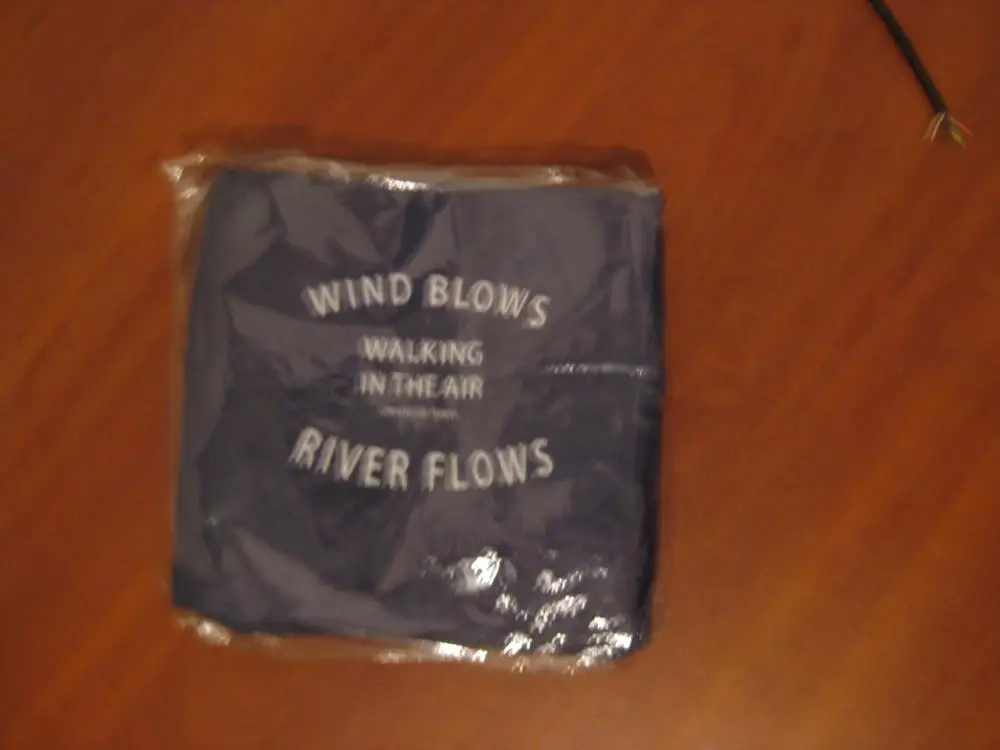 WIND BLOWS
WALKING
IN THE AIR
RIVER FLOWS